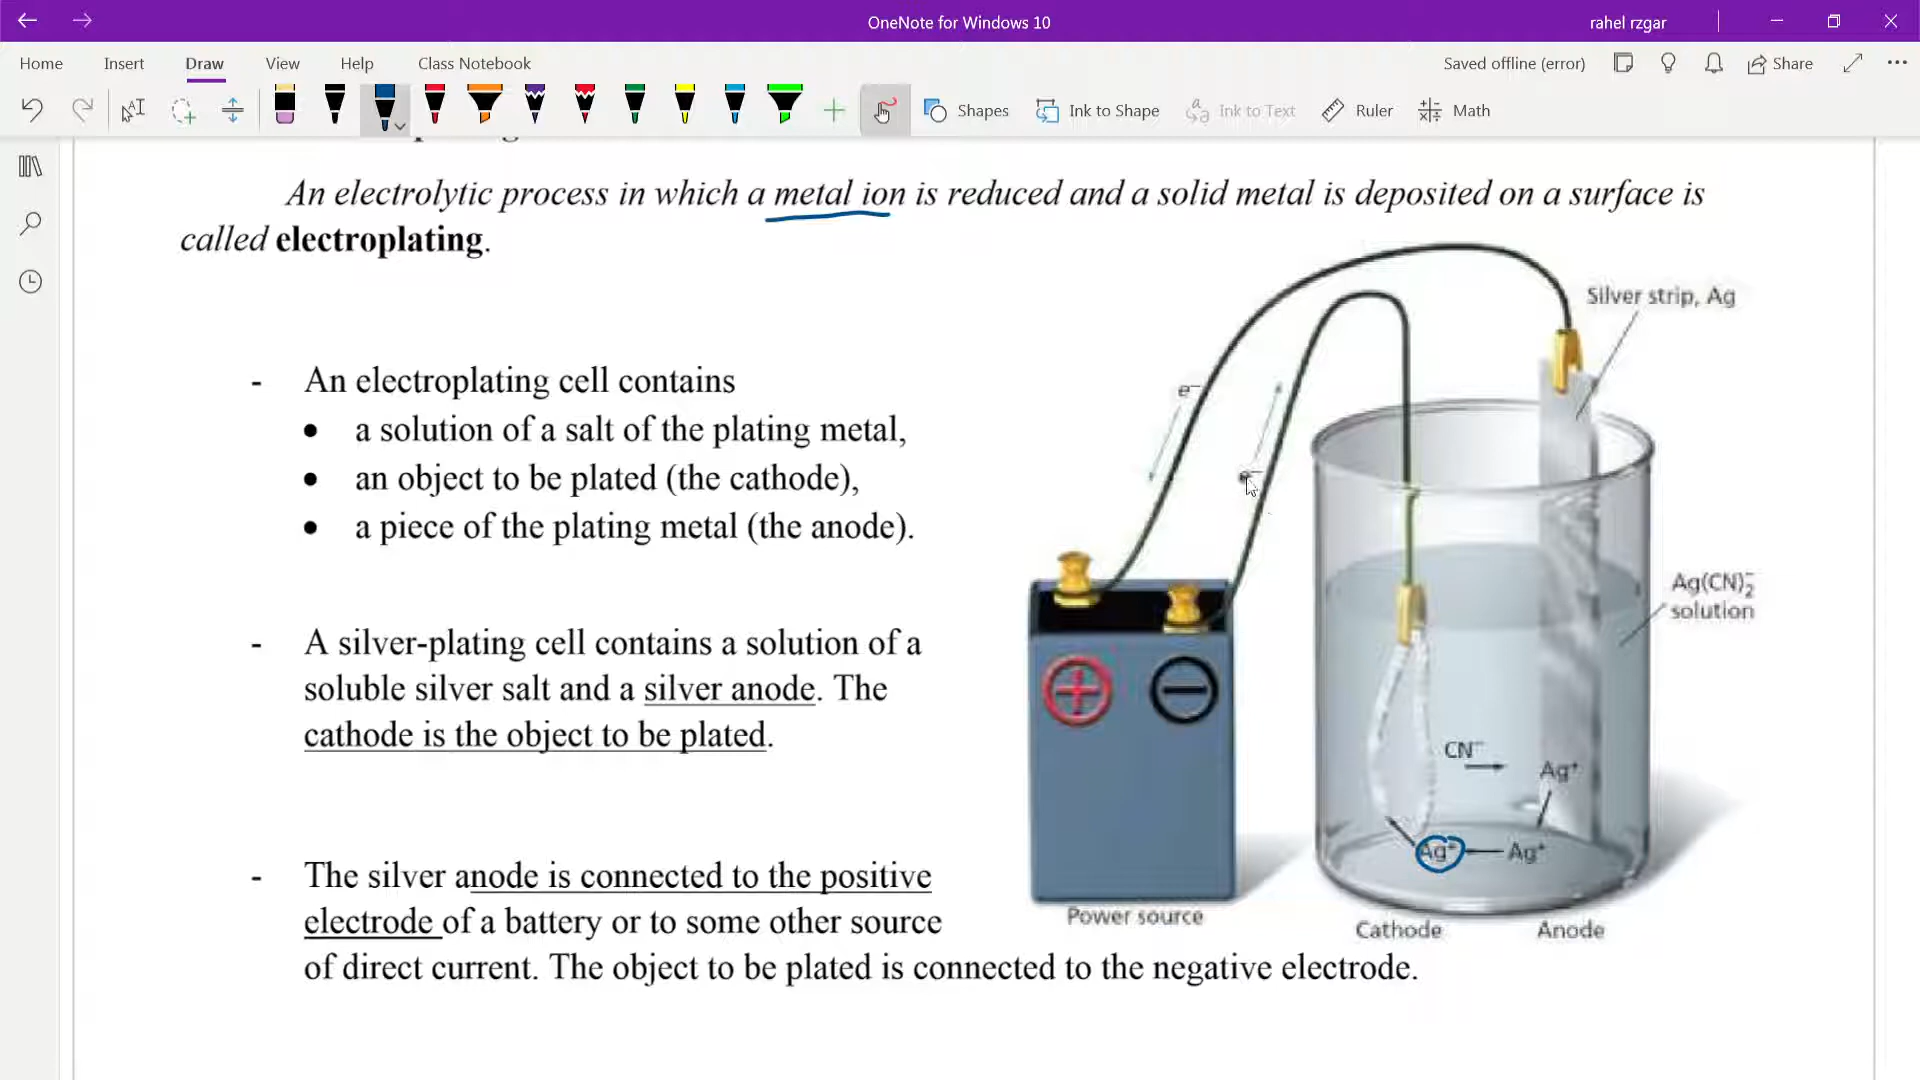 OneNote for Windows 10
rahel rzgar
Home Insert Draw View Help Class Notebook
Saved offline (error) Share
Shapes Ink to Shape Ink to Text Ruler Math
An electrolytic process in which a metal ion is reduced and a solid metal is deposited on a surface is
called electroplating.
- An electroplating cell contains
• a solution of a salt of the plating metal,
• an object to be plated (the cathode),
• a piece of the plating metal (the anode).
- A silver-plating cell contains a solution of a
soluble silver salt and a silver anode. The
cathode is the object to be plated.
- The silver anode is connected to the positive
electrode of a battery or to some other source
of direct current. The object to be plated is connected to the negative electrode.
Silver strip, Ag
e⁻
e⁻
Ag(CN)₂⁻
solution
CN⁻
Ag⁺
Ag⁺ Ag⁺
Power source
Cathode Anode